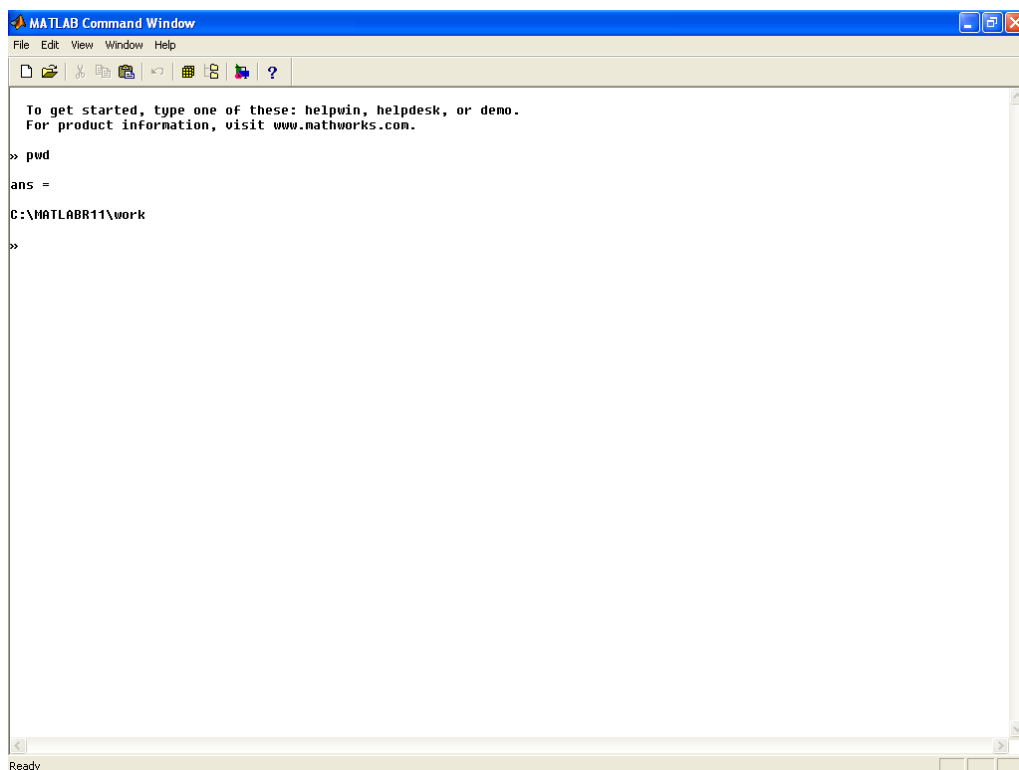 MATLAB Command Window
File Edit View Window Help
?
To get started, type one of these: helpwin, helpdesk, or demo.
For product information, visit www.mathworks.com.
» pwd
ans =
C:\MATLABR11\work
»
Ready